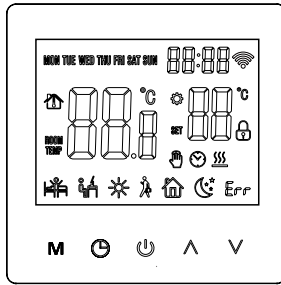 MON TUE WED THU FRI SAT SUN 88:88
88.8 °C 88 °C
ROOM TEMP SET
Err
M